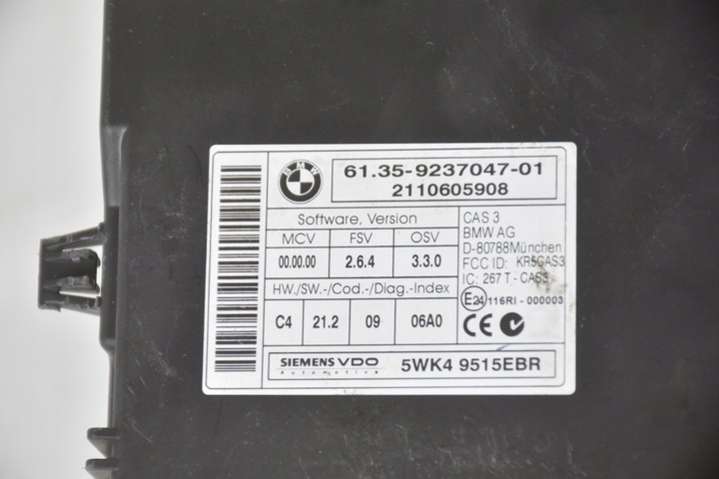 BMW
61.35-9237047-01
2110605908
Software, Version
MCV FSV OSV
00.00.00 2.6.4 3.3.0
HW./SW.-/Cod.-/Diag.-Index
C4 21.2 09 06A0
CAS 3
BMW AG
D-80788München
FCC ID: KR5CAS3
IC: 267 T - CAS3
E24 116RI - 000003
CE
SIEMENS VDO
Automotive
5WK4 9515EBR